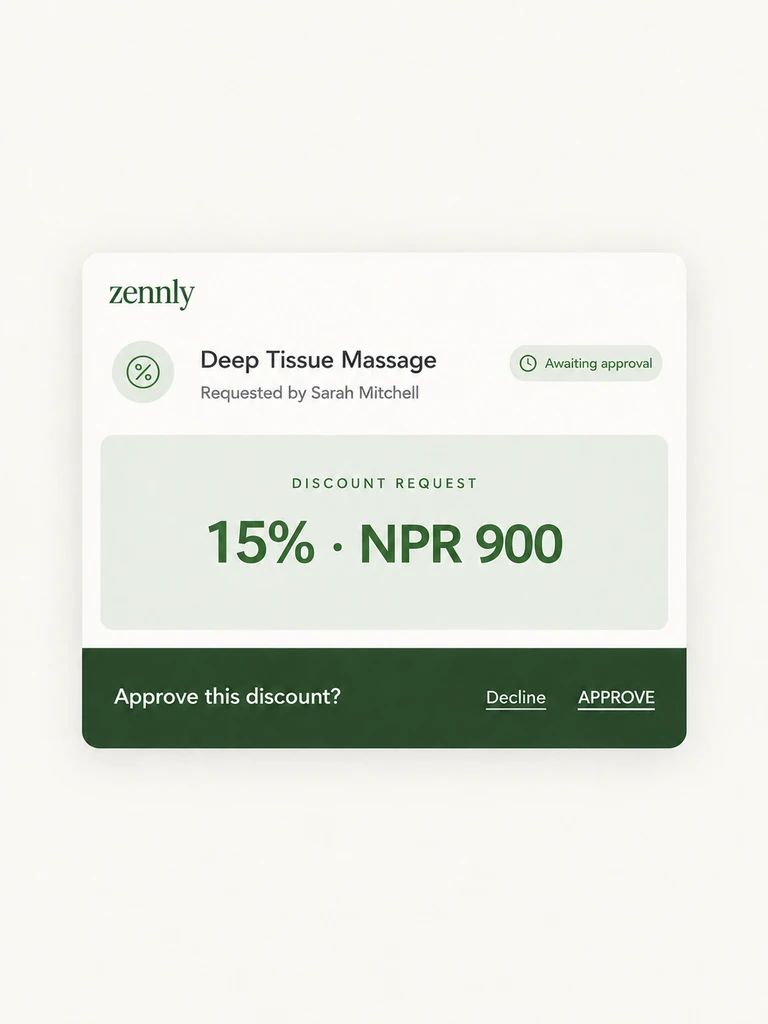 zennly
Deep Tissue Massage
Awaiting approval
Requested by Sarah Mitchell
DISCOUNT REQUEST
15% · NPR 900
Approve this discount?
Decline
APPROVE